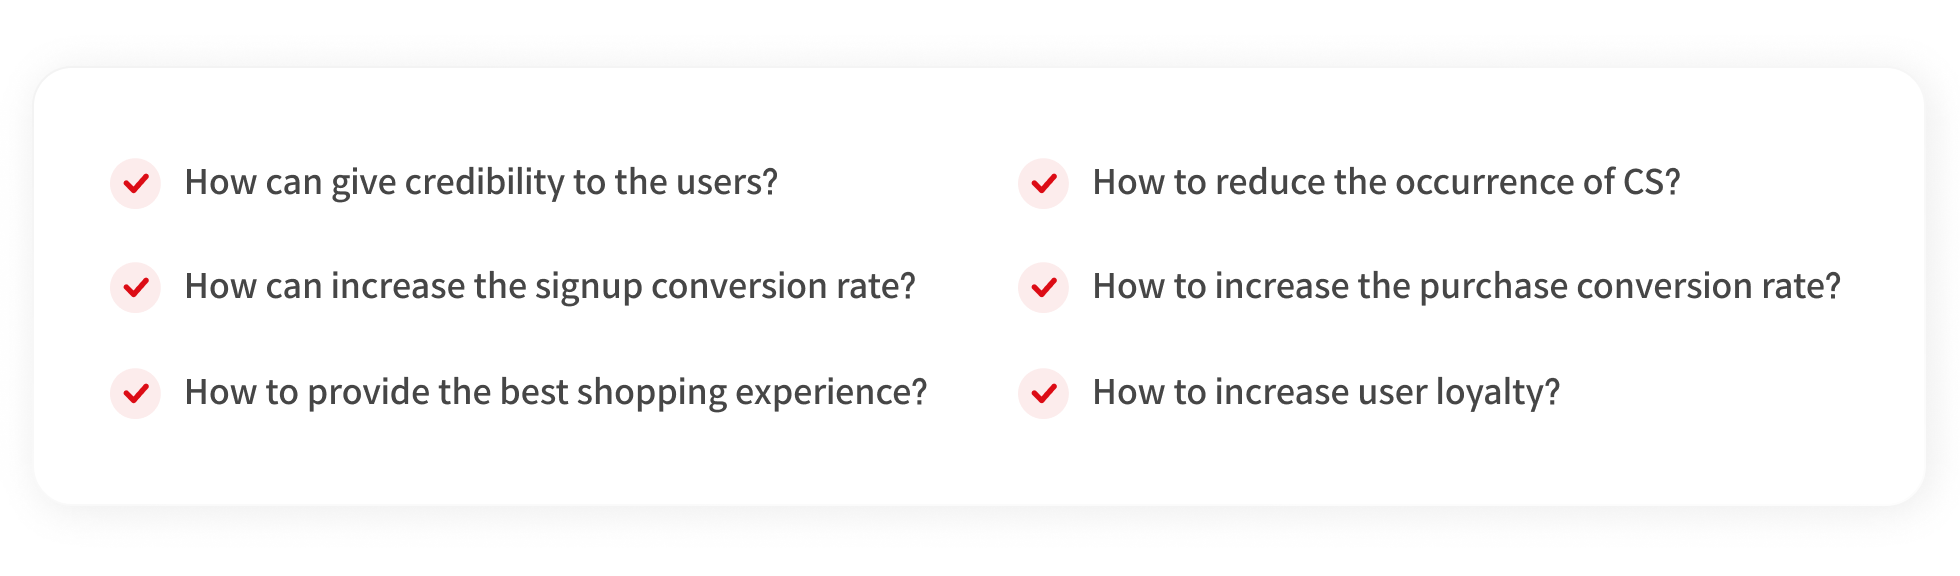 How can give credibility to the users?
How can increase the signup conversion rate?
How to provide the best shopping experience?
How to reduce the occurrence of CS?
How to increase the purchase conversion rate?
How to increase user loyalty?